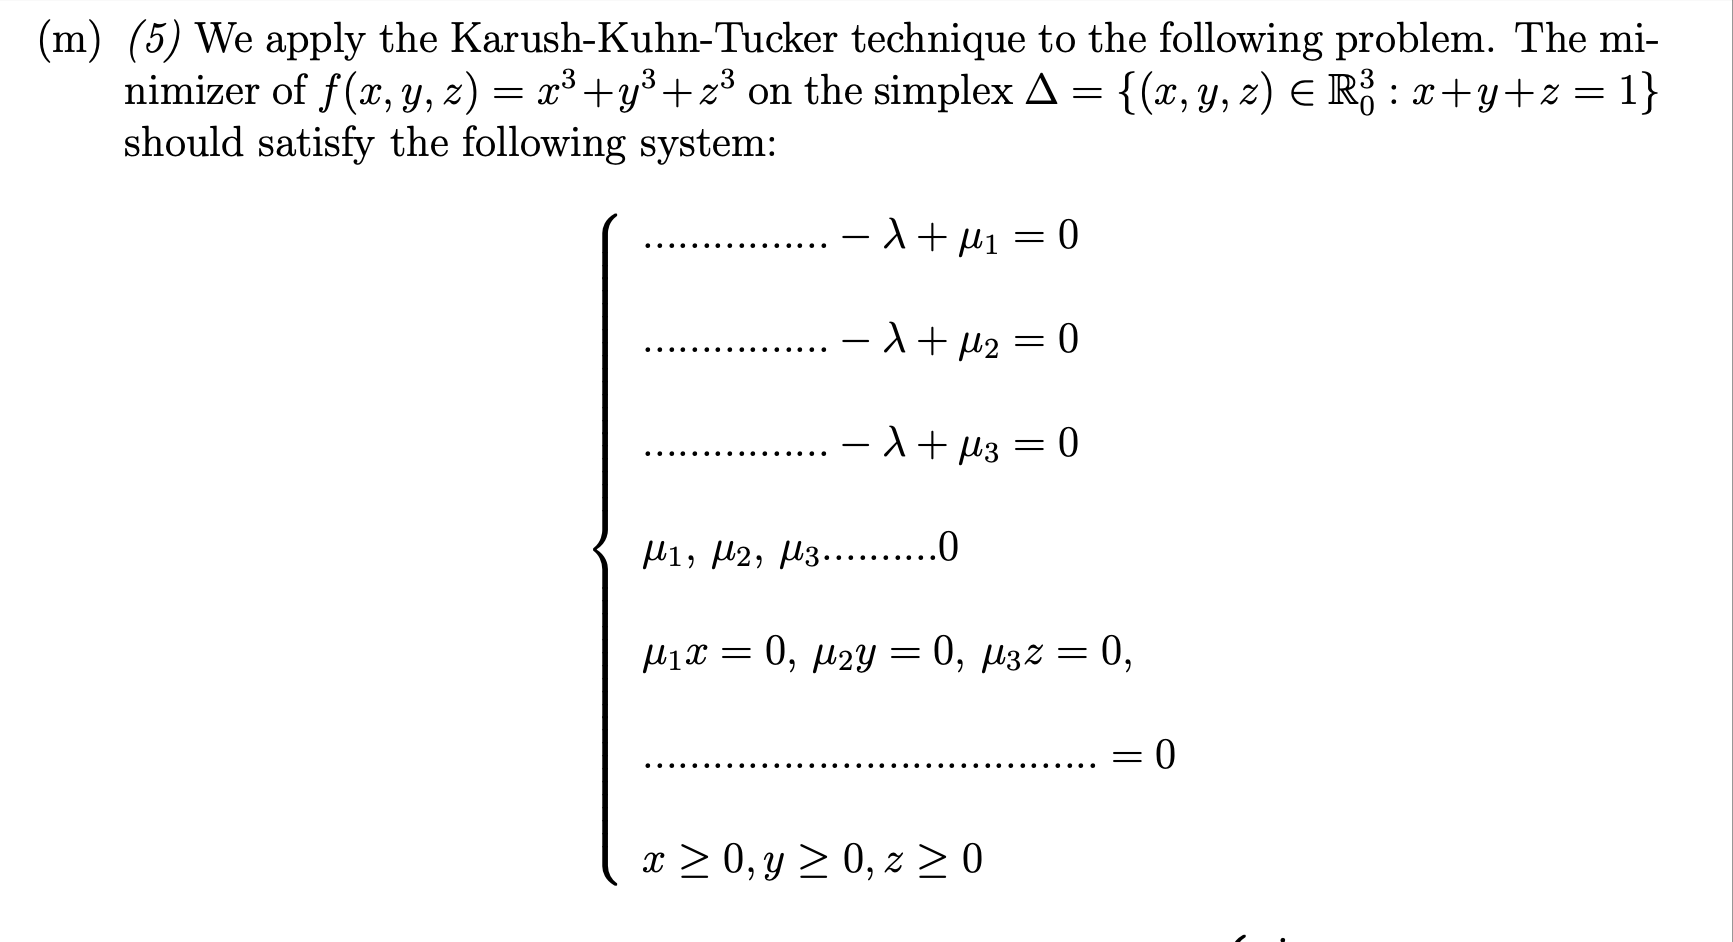 (m) (5) We apply the Karush-Kuhn-Tucker technique to the following problem. The mi-
nimizer of f(x, y, z) = x³+y³+z³ on the simplex Δ = {(x, y, z) ∈ ℝ₀³ : x+y+z = 1}
should satisfy the following system:
................ − λ + μ₁ = 0
................ − λ + μ₂ = 0
................ − λ + μ₃ = 0
μ₁, μ₂, μ₃..........0
μ₁x = 0, μ₂y = 0, μ₃z = 0,
....................................... = 0
x ≥ 0, y ≥ 0, z ≥ 0